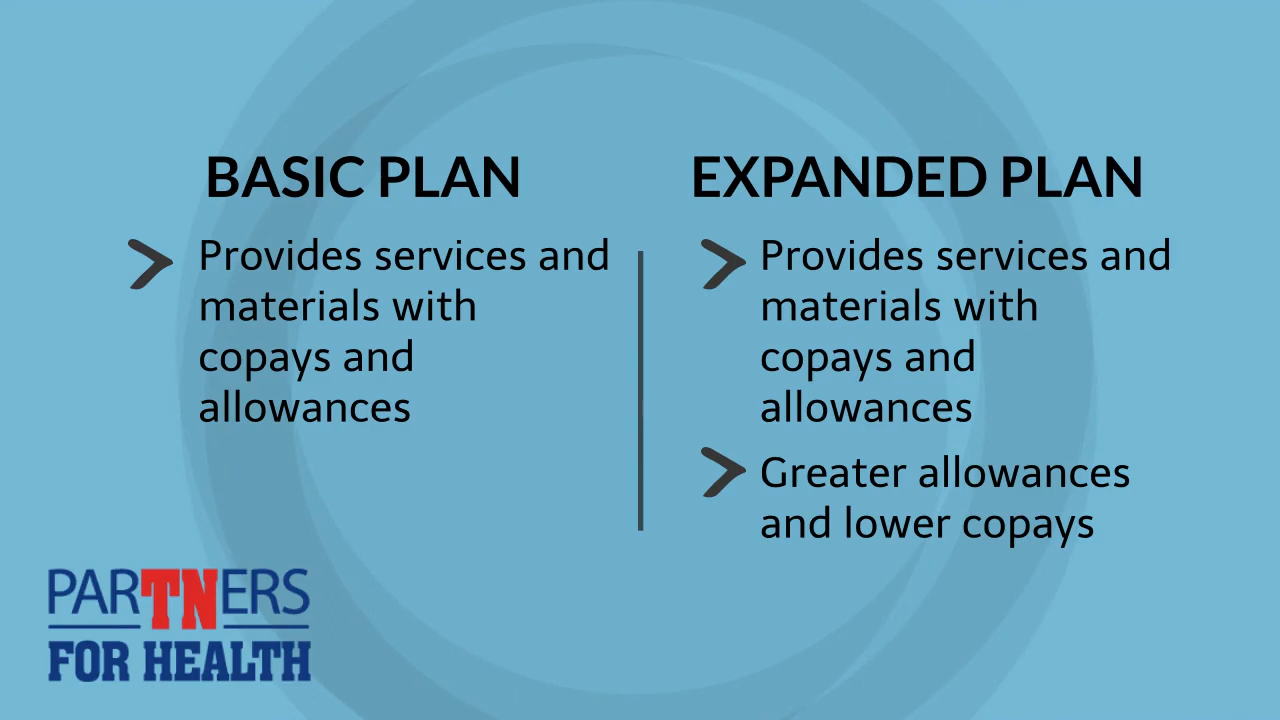 BASIC PLAN
Provides services and
materials with
copays and
allowances
EXPANDED PLAN
Provides services and
materials with
copays and
allowances
Greater allowances
and lower copays
PARTNERS
FOR HEALTH